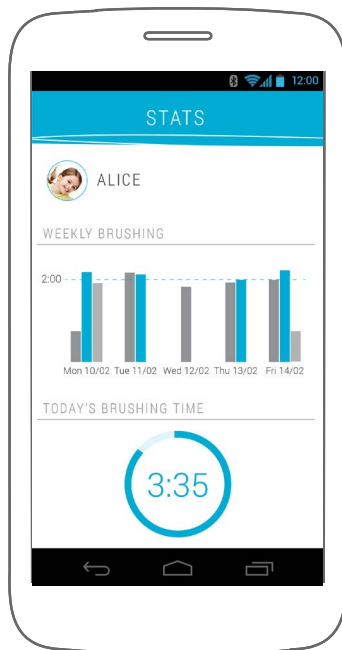 12:00
STATS
ALICE
WEEKLY BRUSHING
2:00
Mon 10/02 Tue 11/02 Wed 12/02 Thu 13/02 Fri 14/02
TODAY'S BRUSHING TIME
3:35